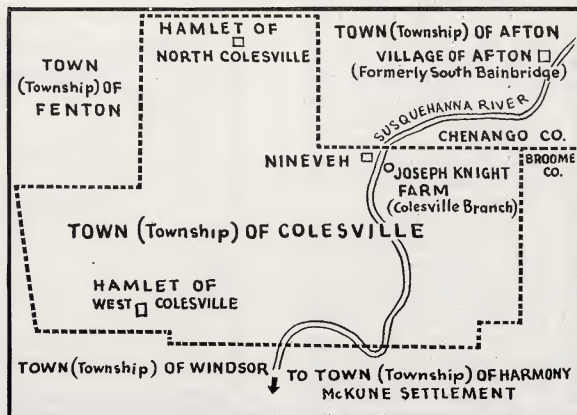 HAMLET OF
NORTH COLESVILLE
TOWN (Township) OF AFTON
VILLAGE OF AFTON
(Formerly South Bainbridge)
TOWN
(Township) OF
FENTON
SUSQUEHANNA RIVER
CHENANGO CO.
BROOME
CO.
NINEVEH
JOSEPH KNIGHT
FARM
(Colesville Branch)
TOWN (Township) OF COLESVILLE
HAMLET OF
WEST COLESVILLE
TOWN (Township) OF WINDSOR
TO TOWN (Township) OF HARMONY
McKUNE SETTLEMENT